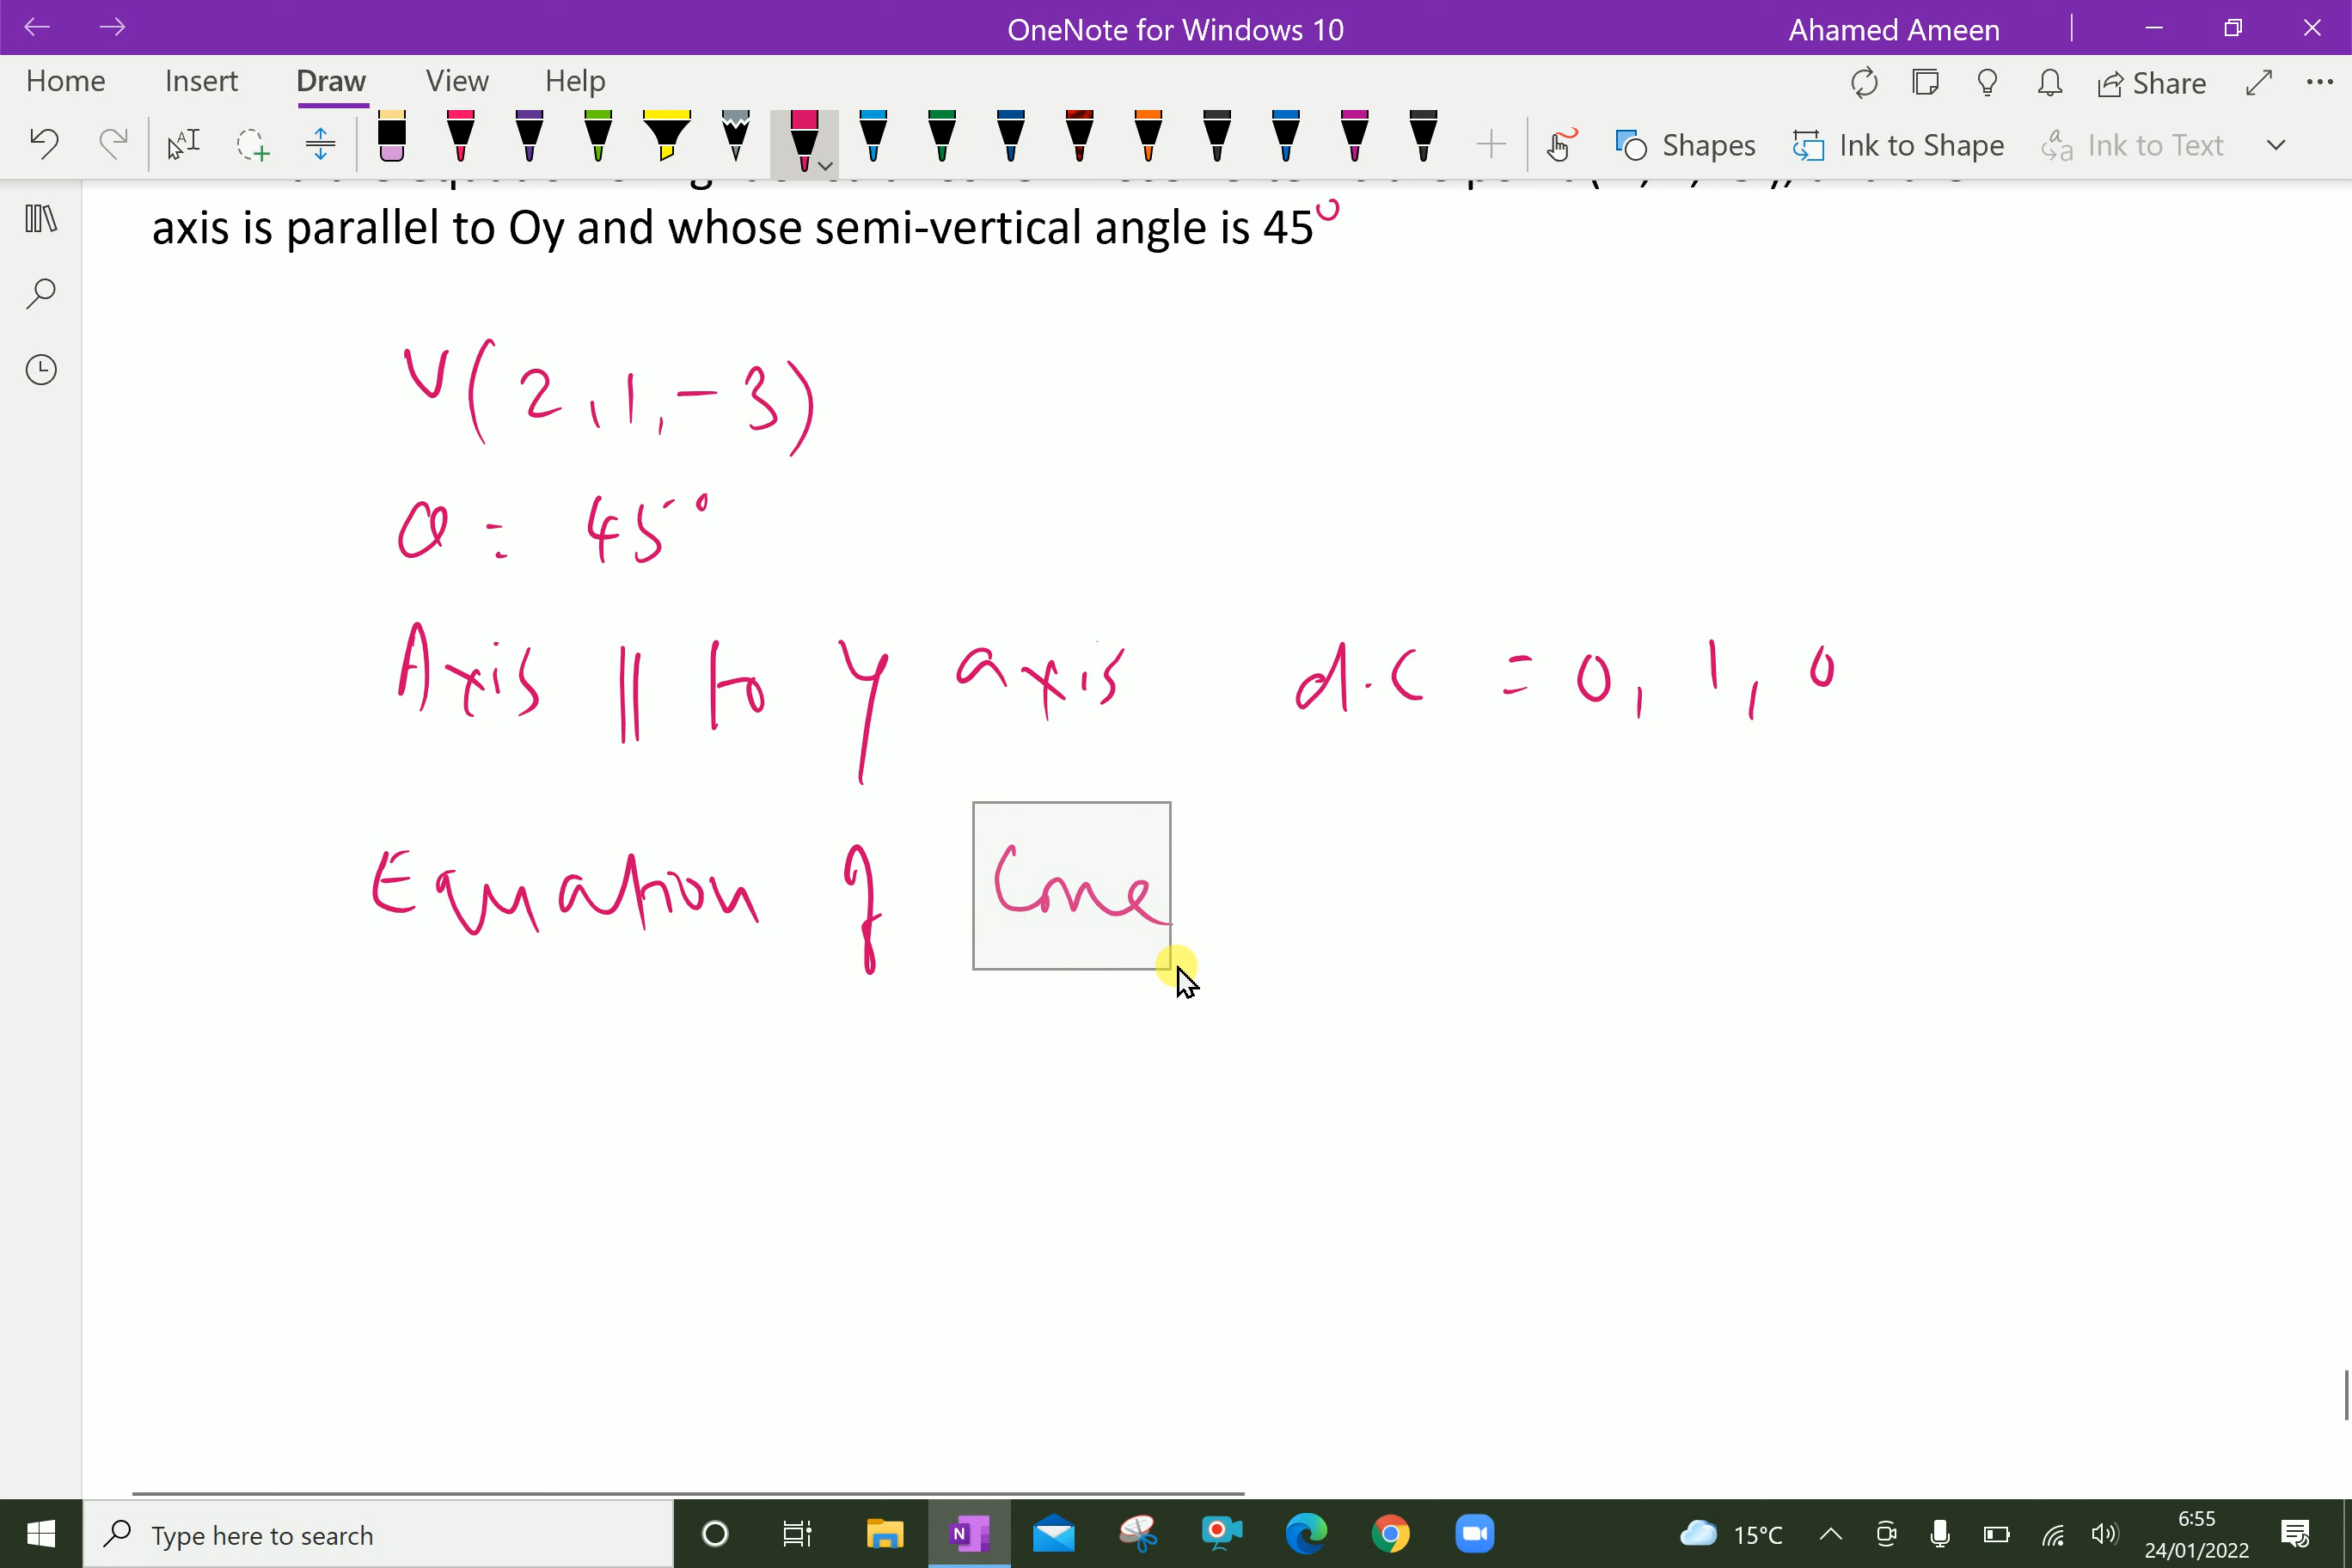 OneNote for Windows 10 Ahamed Ameen
Home Insert Draw View Help Share
Shapes Ink to Shape Ink to Text
axis is parallel to Oy and whose semi-vertical angle is 45°
V(2,1,-3)
θ = 45°
Axis || to y axis d.c = 0, 1, 0
Equation of Cone
Type here to search 15°C 6:55
24/01/2022